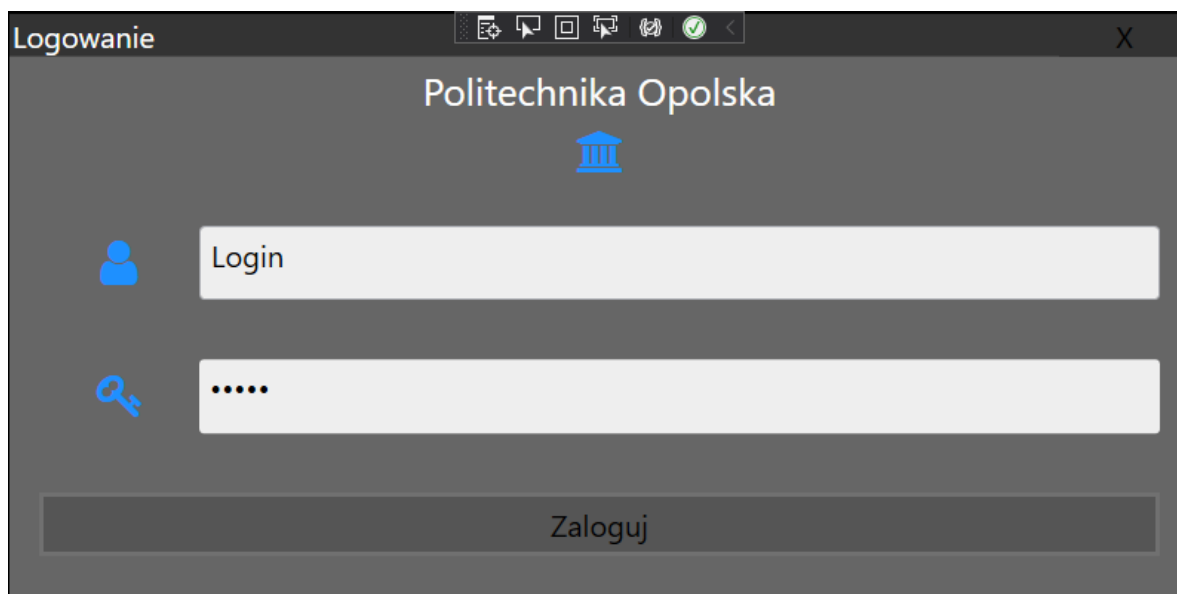 Logowanie
X
Politechnika Opolska
Login
•••••
Zaloguj